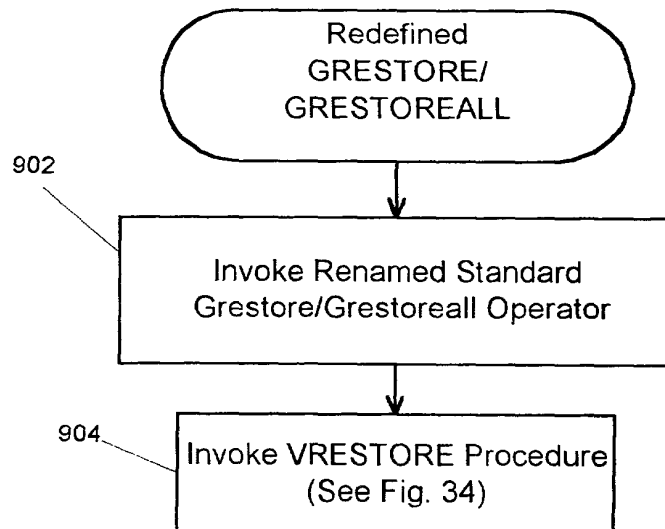 Redefined
GRESTORE/
GRESTOREALL
902
Invoke Renamed Standard
Grestore/Grestoreall Operator
904
Invoke VRESTORE Procedure
(See Fig. 34)